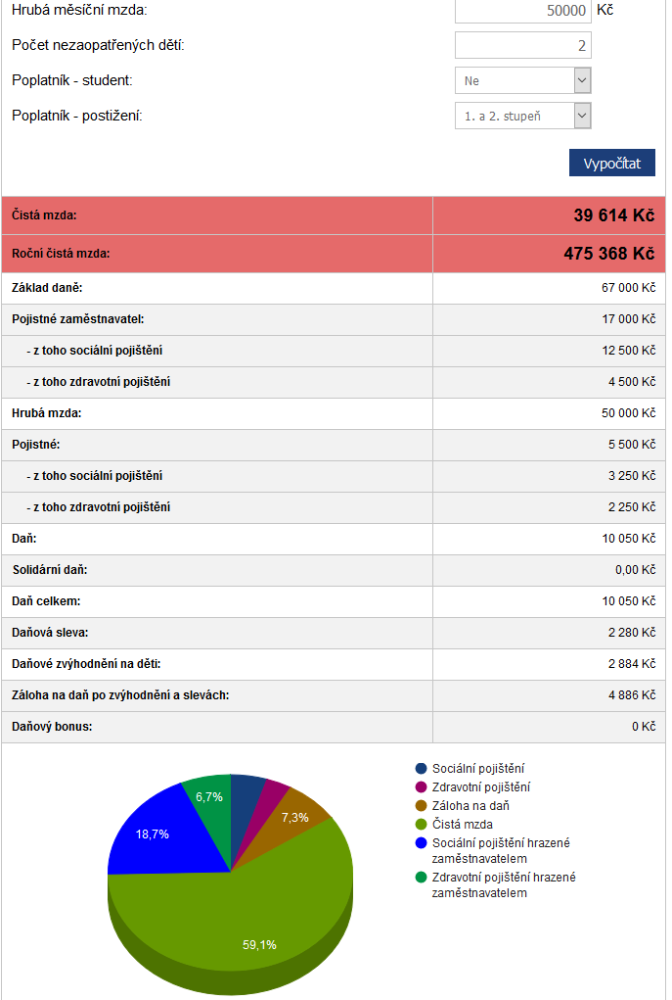 Hrubá měsíční mzda: 50000 Kč
Počet nezaopatřených dětí: 2
Poplatník - student: Ne
Poplatník - postižení: 1. a 2. stupeň
Vypočítat
Čistá mzda: 39 614 Kč
Roční čistá mzda: 475 368 Kč
Základ daně: 67 000 Kč
Pojistné zaměstnavatel: 17 000 Kč
- z toho sociální pojištění 12 500 Kč
- z toho zdravotní pojištění 4 500 Kč
Hrubá mzda: 50 000 Kč
Pojistné: 5 500 Kč
- z toho sociální pojištění 3 250 Kč
- z toho zdravotní pojištění 2 250 Kč
Daň: 10 050 Kč
Solidární daň: 0,00 Kč
Daň celkem: 10 050 Kč
Daňová sleva: 2 280 Kč
Daňové zvýhodnění na děti: 2 884 Kč
Záloha na daň po zvýhodnění a slevách: 4 886 Kč
Daňový bonus: 0 Kč
6,7%
7,3%
18,7%
59,1%
Sociální pojištění
Zdravotní pojištění
Záloha na daň
Čistá mzda
Sociální pojištění hrazené
zaměstnavatelem
Zdravotní pojištění hrazené
zaměstnavatelem